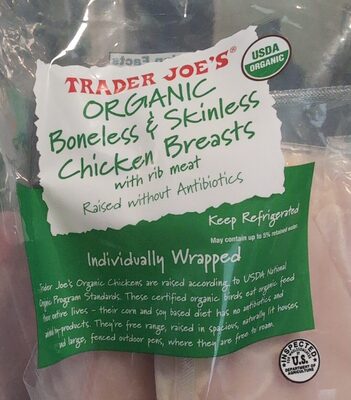 TRADER JOE'S®
USDA
ORGANIC
ORGANIC
Boneless & Skinless
Chicken Breasts
with rib meat
Raised without Antibiotics
Keep Refrigerated
May contain up to 5% retained water.
Individually Wrapped
Trader Joe's Organic Chickens are raised according to USDA National
Organic Program Standards. These certified organic birds eat organic feed
their entire lives - their corn and soy based diet has no antibiotics and
animal by-products. They're free range, raised in spacious, naturally lit houses
and large, fenced outdoor pens, where they are free to roam.
INSPECTED
U.S.
DEPARTMENT OF
AGRICULTURE